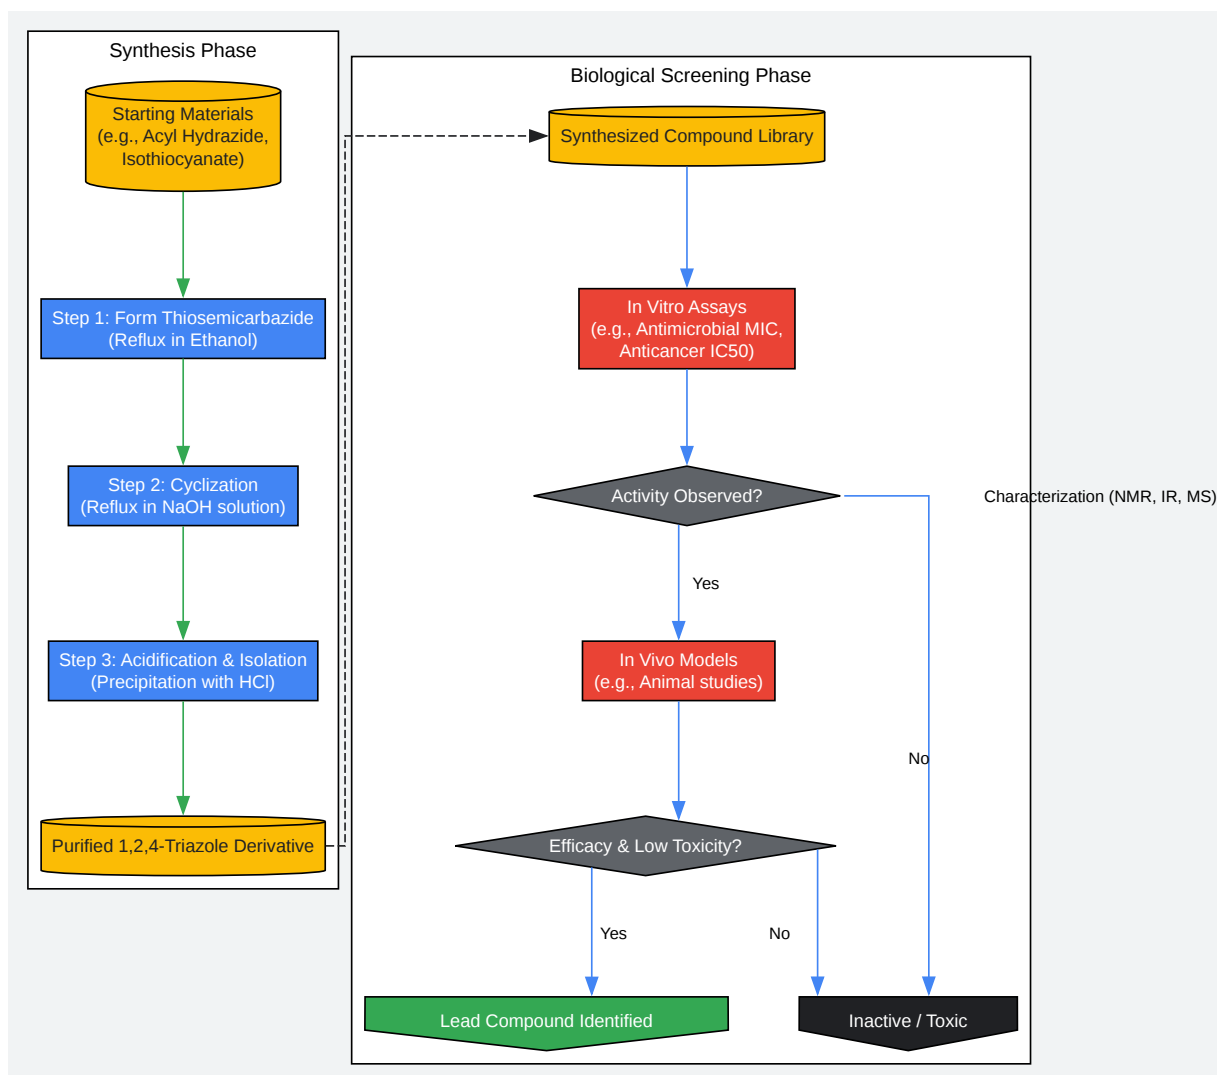 Synthesis Phase
Starting Materials
(e.g., Acyl Hydrazide,
Isothiocyanate)
Step 1: Form Thiosemicarbazide
(Reflux in Ethanol)
Step 2: Cyclization
(Reflux in NaOH solution)
Step 3: Acidification & Isolation
(Precipitation with HCl)
Purified 1,2,4-Triazole Derivative
Biological Screening Phase
Synthesized Compound Library
In Vitro Assays
(e.g., Antimicrobial MIC,
Anticancer IC50)
Activity Observed?
Characterization (NMR, IR, MS)
Yes
In Vivo Models
(e.g., Animal studies)
No
Efficacy & Low Toxicity?
Yes
No
Lead Compound Identified
Inactive / Toxic